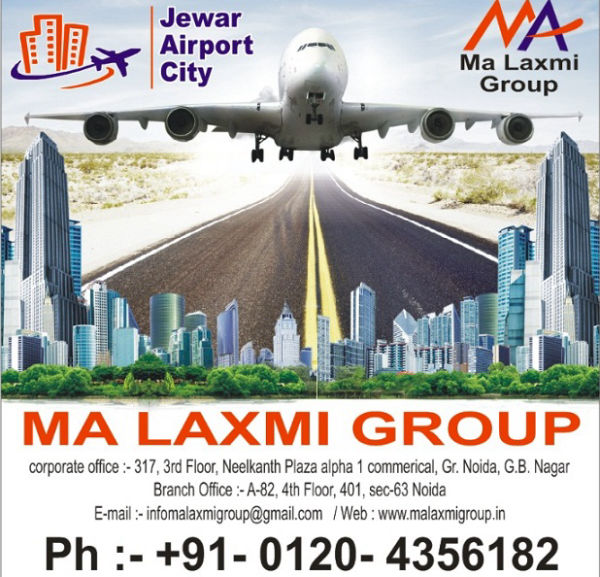 Jewar
Airport
City
MA
Ma Laxmi
Group
MA LAXMI GROUP
corporate office :- 317, 3rd Floor, Neelkanth Plaza alpha 1 commerical, Gr. Noida, G.B. Nagar
Branch Office :- A-82, 4th Floor, 401, sec-63 Noida
E-mail :- infomalaxmigroup@gmail.com / Web : www.malaxmigroup.in
Ph :- +91- 0120- 4356182